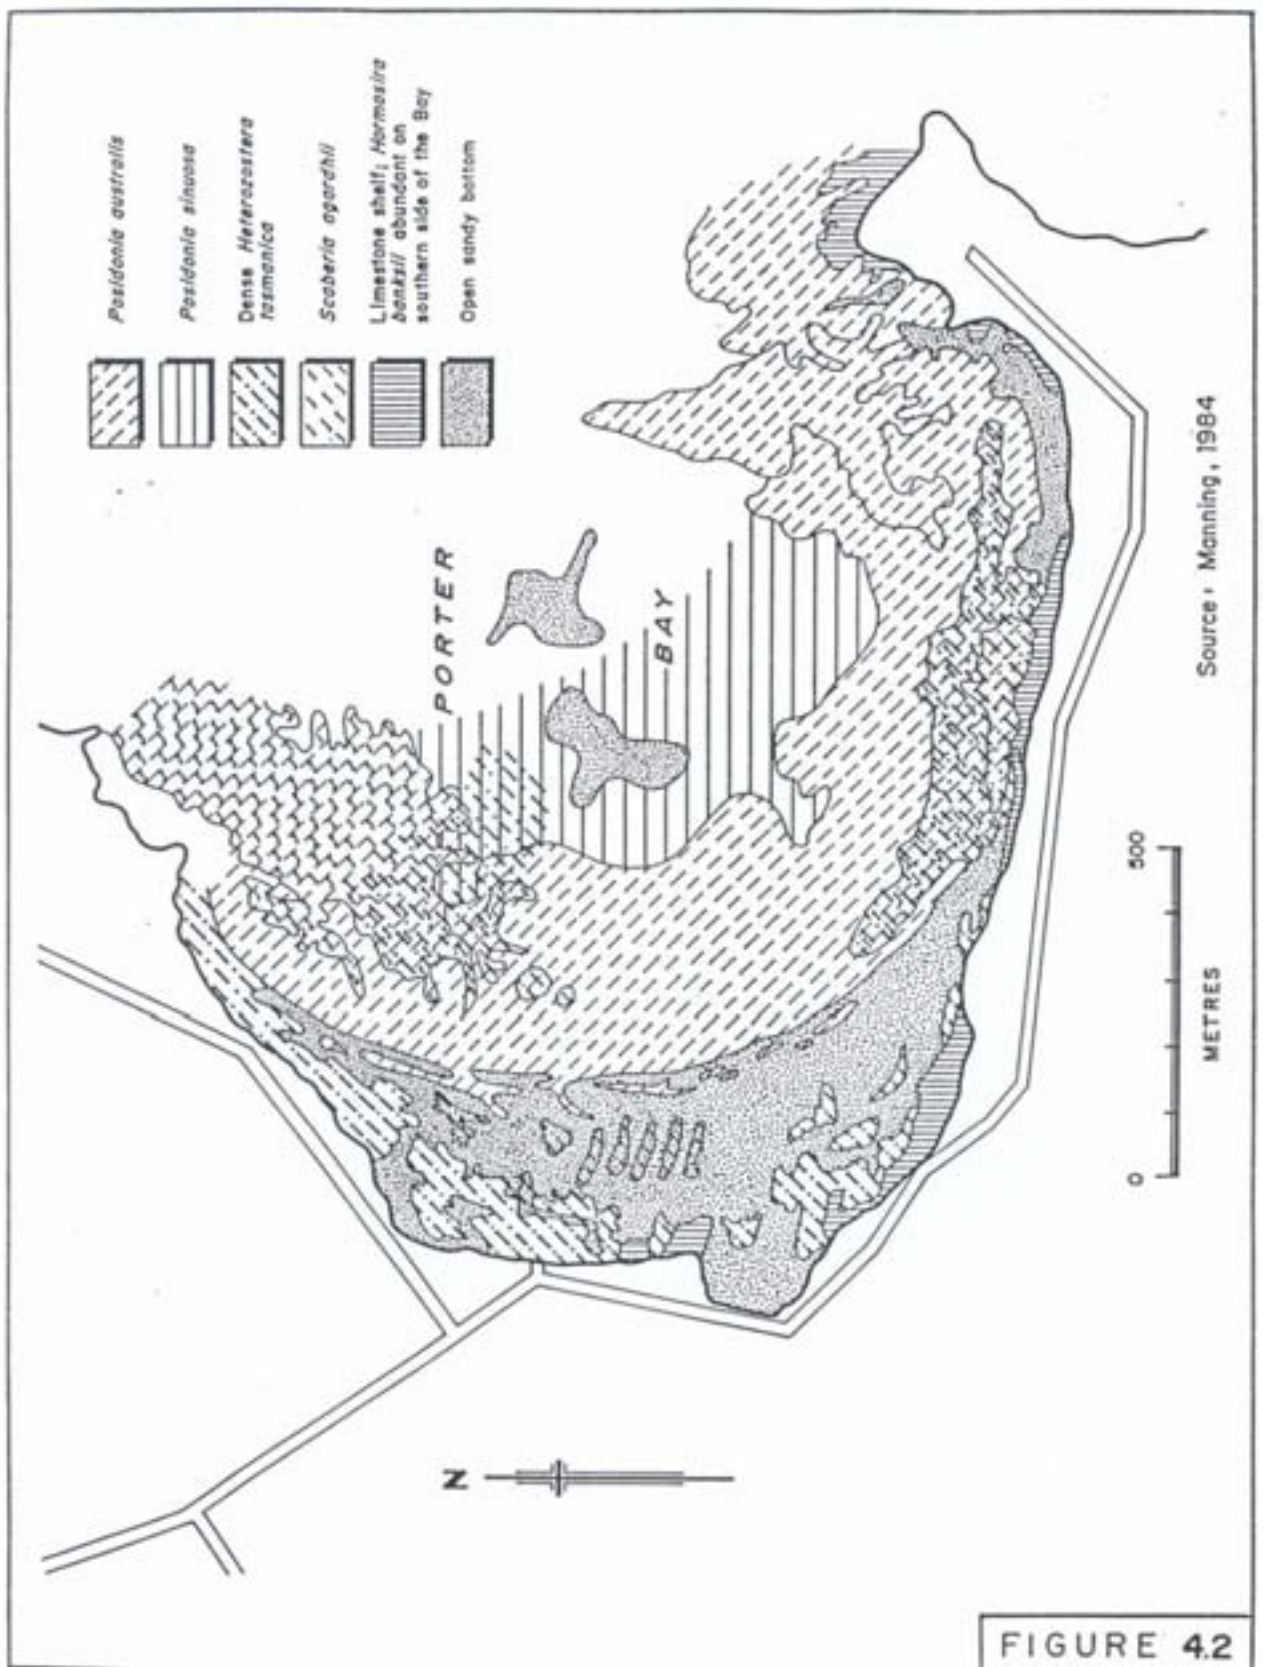 Posidonia australis
Posidonia sinuosa
Dense Heterozostera
tasmanica
Scaberia agardhii
Limestone shelf; Hormosira
banksii abundant on
southern side of the Bay
Open sandy bottom
PORTER
BAY
N
0
500
METRES
Source: Manning, 1984
FIGURE 4.2